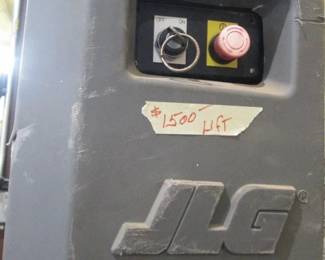 OFF ON
$1500-
LIFT
JLG®